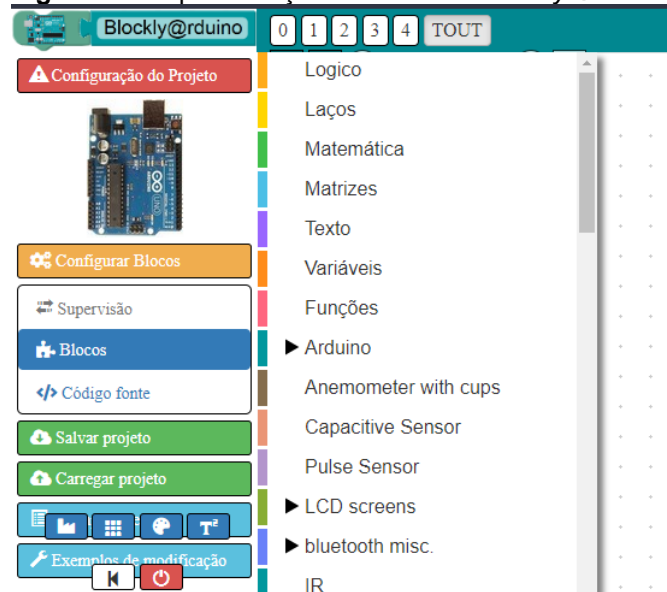 Blockly@rduino
0 1 2 3 4 TOUT
Configuração do Projeto
Configurar Blocos
Supervisão
Blocos
Código fonte
Salvar projeto
Carregar projeto
Exemplos de modificação
Logico
Laços
Matemática
Matrizes
Texto
Variáveis
Funções
Arduino
Anemometer with cups
Capacitive Sensor
Pulse Sensor
LCD screens
bluetooth misc.
IR